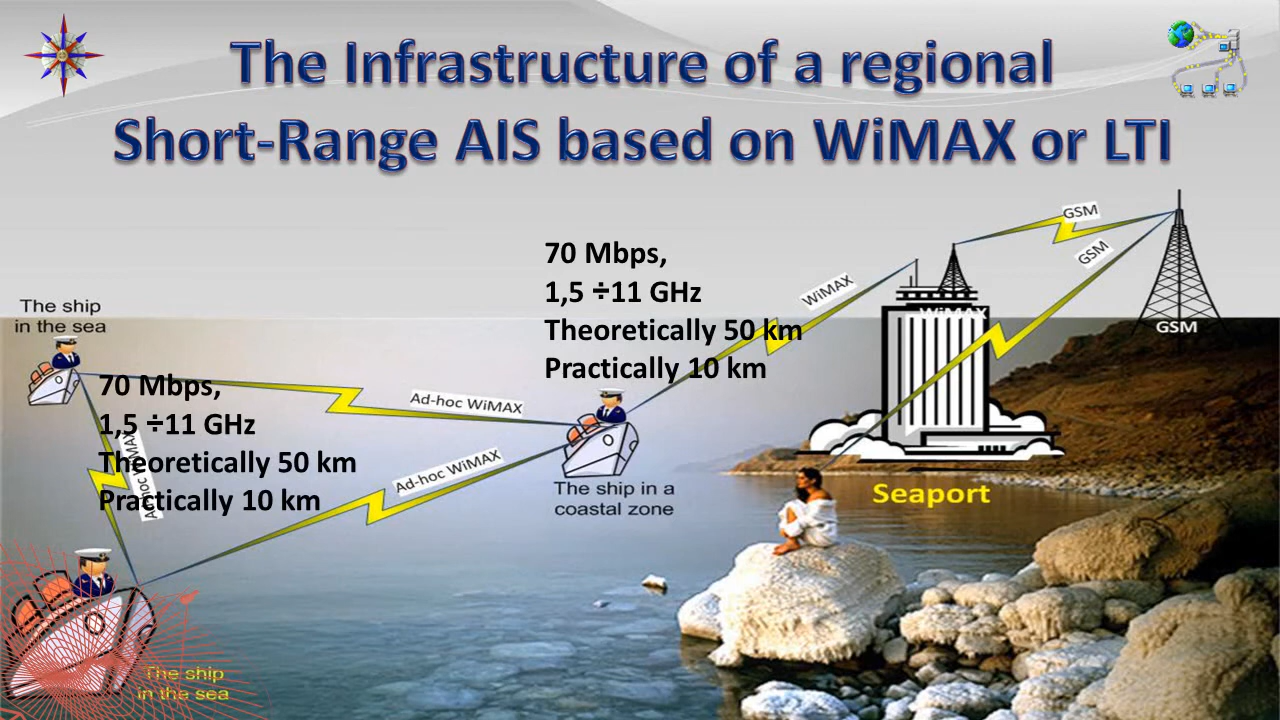 The Infrastructure of a regional
Short-Range AIS based on WiMAX or LTI
GSM
GSM
GSM
WiMAX
WiMAX
70 Mbps,
1,5 ÷11 GHz
Theoretically 50 km
Practically 10 km
The ship
in the sea
70 Mbps,
1,5 ÷11 GHz
Theoretically 50 km
Practically 10 km
Ad-hoc WiMAX
Ad-hoc WiMAX
Ad-hoc WiMAX
The ship in a
coastal zone
Seaport
The ship
in the sea